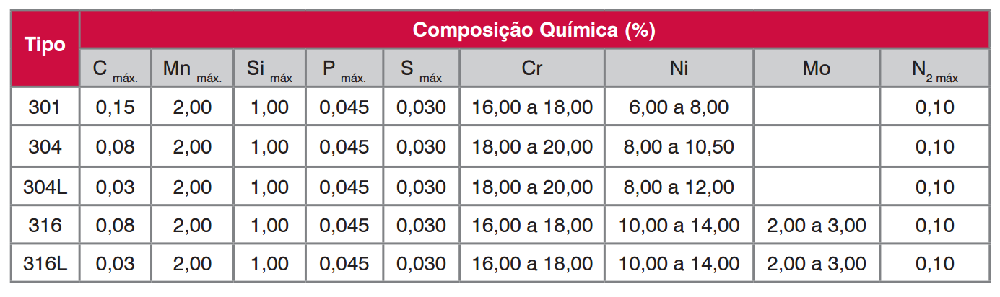 Tipo Composição Química (%)
C máx. Mn máx. Si máx P máx. S máx Cr Ni Mo N2 máx
301 0,15 2,00 1,00 0,045 0,030 16,00 a 18,00 6,00 a 8,00 0,10
304 0,08 2,00 1,00 0,045 0,030 18,00 a 20,00 8,00 a 10,50 0,10
304L 0,03 2,00 1,00 0,045 0,030 18,00 a 20,00 8,00 a 12,00 0,10
316 0,08 2,00 1,00 0,045 0,030 16,00 a 18,00 10,00 a 14,00 2,00 a 3,00 0,10
316L 0,03 2,00 1,00 0,045 0,030 16,00 a 18,00 10,00 a 14,00 2,00 a 3,00 0,10